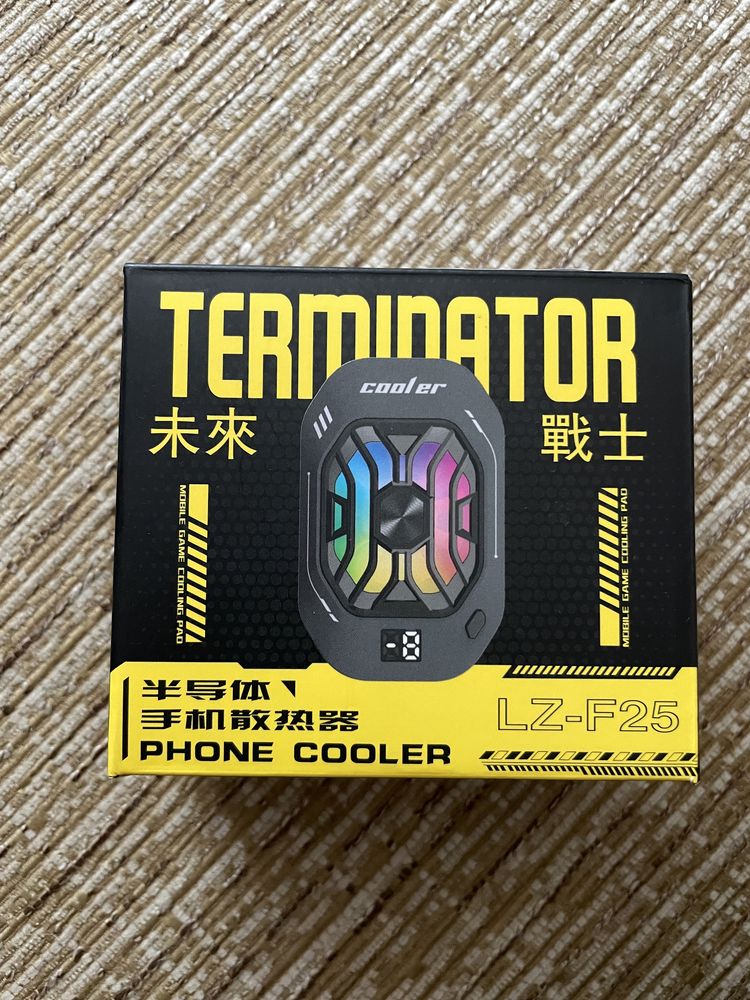 TERMINATOR
cooler
未來
戰士
MOBILE GAME COOLING PAD
MOBILE GAME COOLING PAD
-8
半导体
手机散热器
PHONE COOLER
LZ-F25